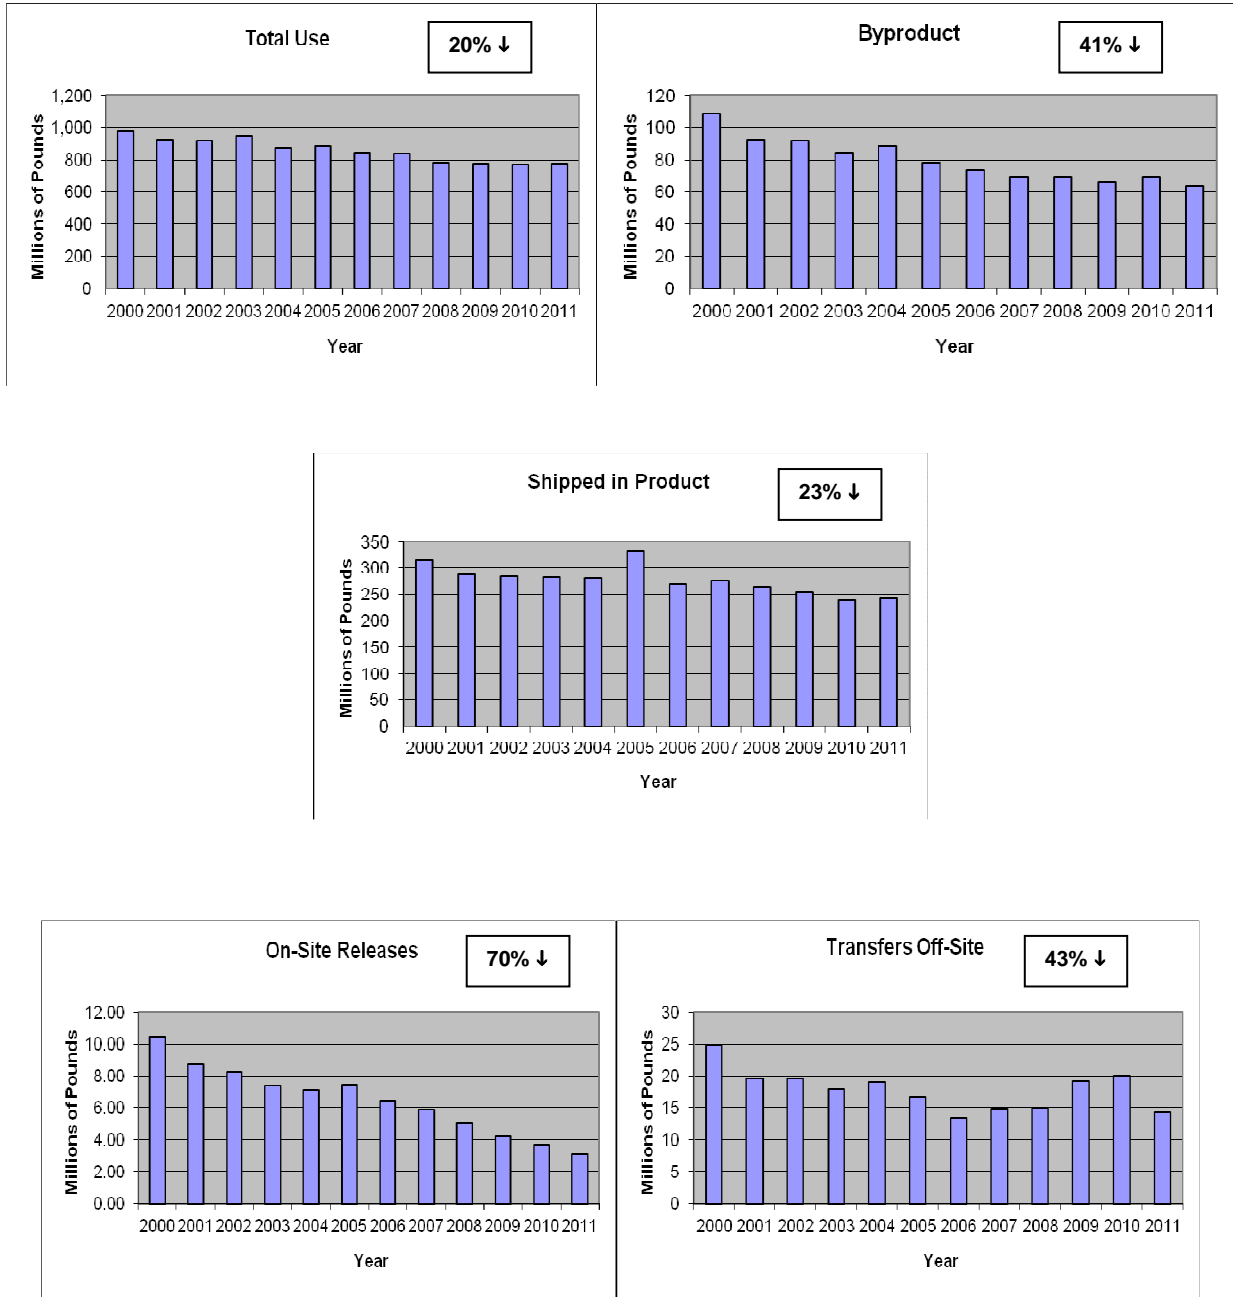 Total Use
20% ↓
1,200
1,000
800
600
400
200
0
Millions of Pounds
2000 2001 2002 2003 2004 2005 2006 2007 2008 2009 2010 2011
Year
Byproduct
41% ↓
120
100
80
60
40
20
0
Millions of Pounds
2000 2001 2002 2003 2004 2005 2006 2007 2008 2009 2010 2011
Year
Shipped in Product
23% ↓
350
300
250
200
150
100
50
0
Millions of Pounds
2000 2001 2002 2003 2004 2005 2006 2007 2008 2009 2010 2011
Year
On-Site Releases
70% ↓
12.00
10.00
8.00
6.00
4.00
2.00
0.00
Millions of Pounds
2000 2001 2002 2003 2004 2005 2006 2007 2008 2009 2010 2011
Year
Transfers Off-Site
43% ↓
30
25
20
15
10
5
0
Millions of Pounds
2000 2001 2002 2003 2004 2005 2006 2007 2008 2009 2010 2011
Year